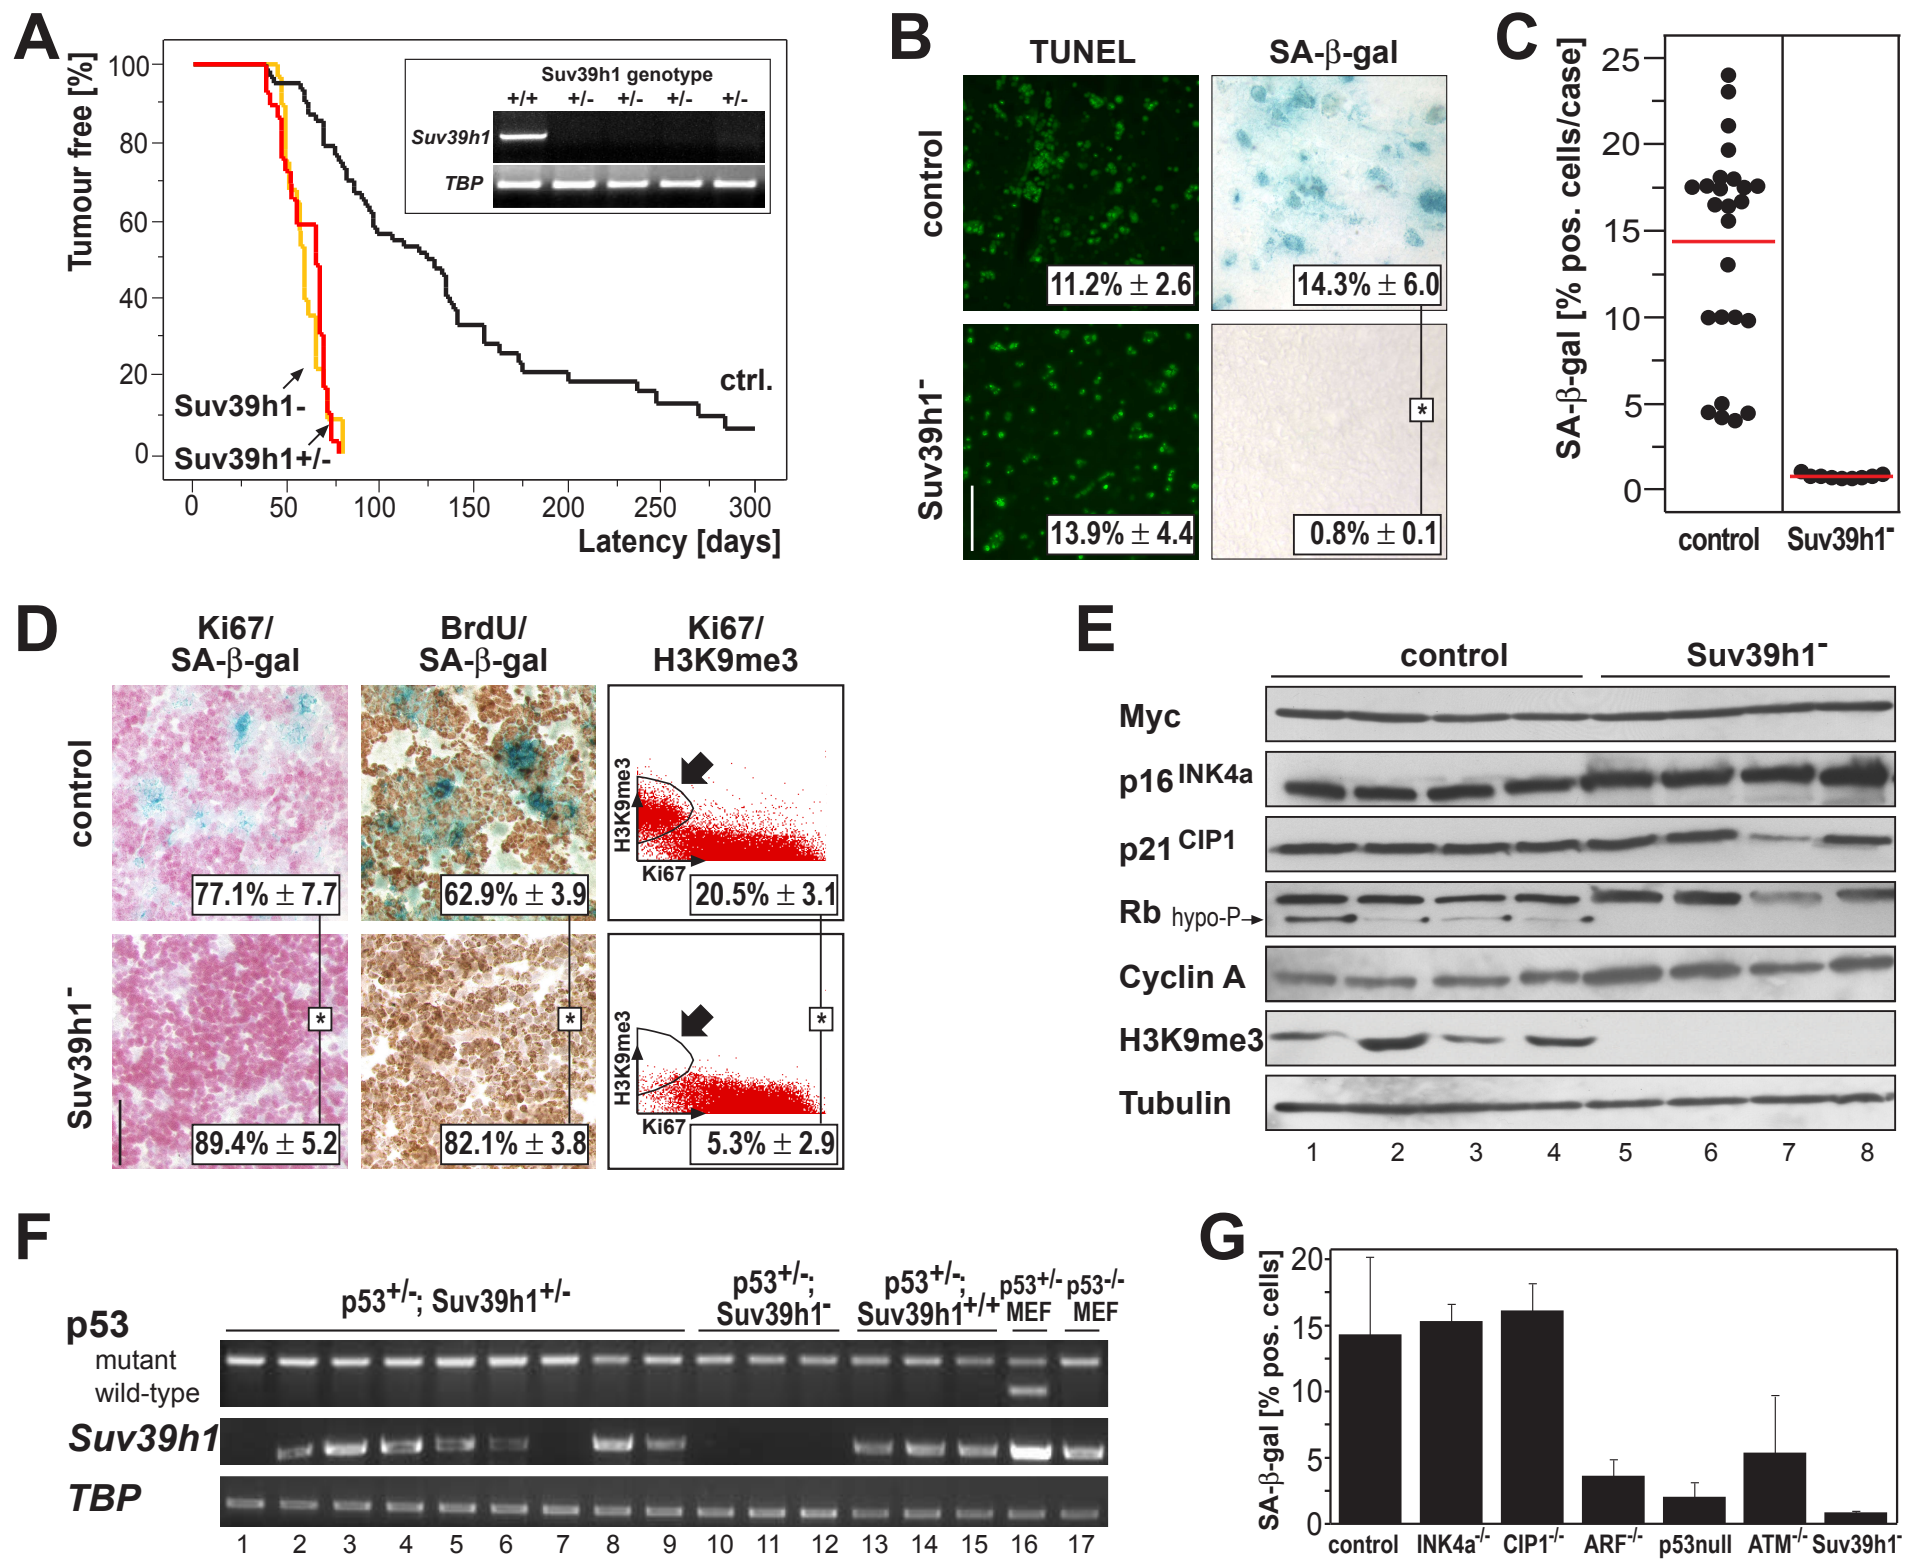 A
Tumour free [%]
100
80
60
40
20
0
0 50 100 150 200 250 300
Latency [days]
Suv39h1 genotype
+/+ +/- +/- +/- +/-
Suv39h1
TBP
ctrl.
Suv39h1-
Suv39h1+/-
B
TUNEL SA-β-gal
control
11.2% ± 2.6 14.3% ± 6.0
*
Suv39h1-
13.9% ± 4.4 0.8% ± 0.1
C
SA-β-gal [% pos. cells/case]
25
20
15
10
5
0
control Suv39h1-
D
Ki67/ BrdU/ Ki67/
SA-β-gal SA-β-gal H3K9me3
control
H3K9me3
Ki67
77.1% ± 7.7 62.9% ± 3.9 20.5% ± 3.1
* * *
Suv39h1-
H3K9me3
Ki67
89.4% ± 5.2 82.1% ± 3.8 5.3% ± 2.9
E
control Suv39h1-
Myc
p16 INK4a
p21 CIP1
Rb hypo-P
Cyclin A
H3K9me3
Tubulin
1 2 3 4 5 6 7 8
F
p53+/-; Suv39h1+/-
p53+/-;
Suv39h1-
p53+/-;
Suv39h1+/+
p53+/-
MEF
p53-/-
MEF
p53
mutant
wild-type
Suv39h1
TBP
1 2 3 4 5 6 7 8 9 10 11 12 13 14 15 16 17
G
SA-β-gal [% pos. cells]
20
15
10
5
0
control INK4a-/- CIP1-/- ARF-/- p53null ATM-/- Suv39h1-